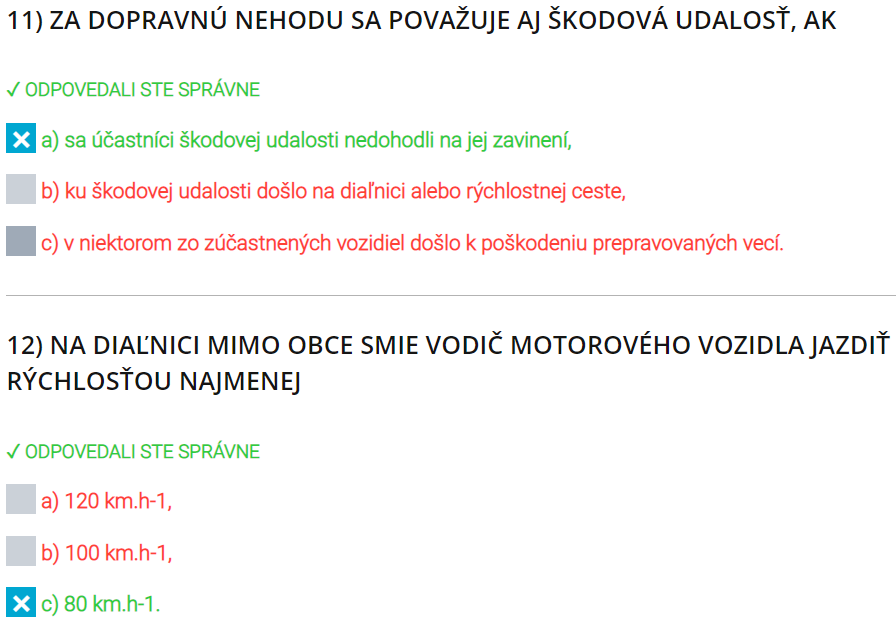 11) ZA DOPRAVNÚ NEHODU SA POVAŽUJE AJ ŠKODOVÁ UDALOSŤ, AK
✓ ODPOVEDALI STE SPRÁVNE
a) sa účastníci škodovej udalosti nedohodli na jej zavinení,
b) ku škodovej udalosti došlo na diaľnici alebo rýchlostnej ceste,
c) v niektorom zo zúčastnených vozidiel došlo k poškodeniu prepravovaných vecí.
12) NA DIAĽNICI MIMO OBCE SMIE VODIČ MOTOROVÉHO VOZIDLA JAZDIŤ
RÝCHLOSŤOU NAJMENEJ
✓ ODPOVEDALI STE SPRÁVNE
a) 120 km.h-1,
b) 100 km.h-1,
c) 80 km.h-1.